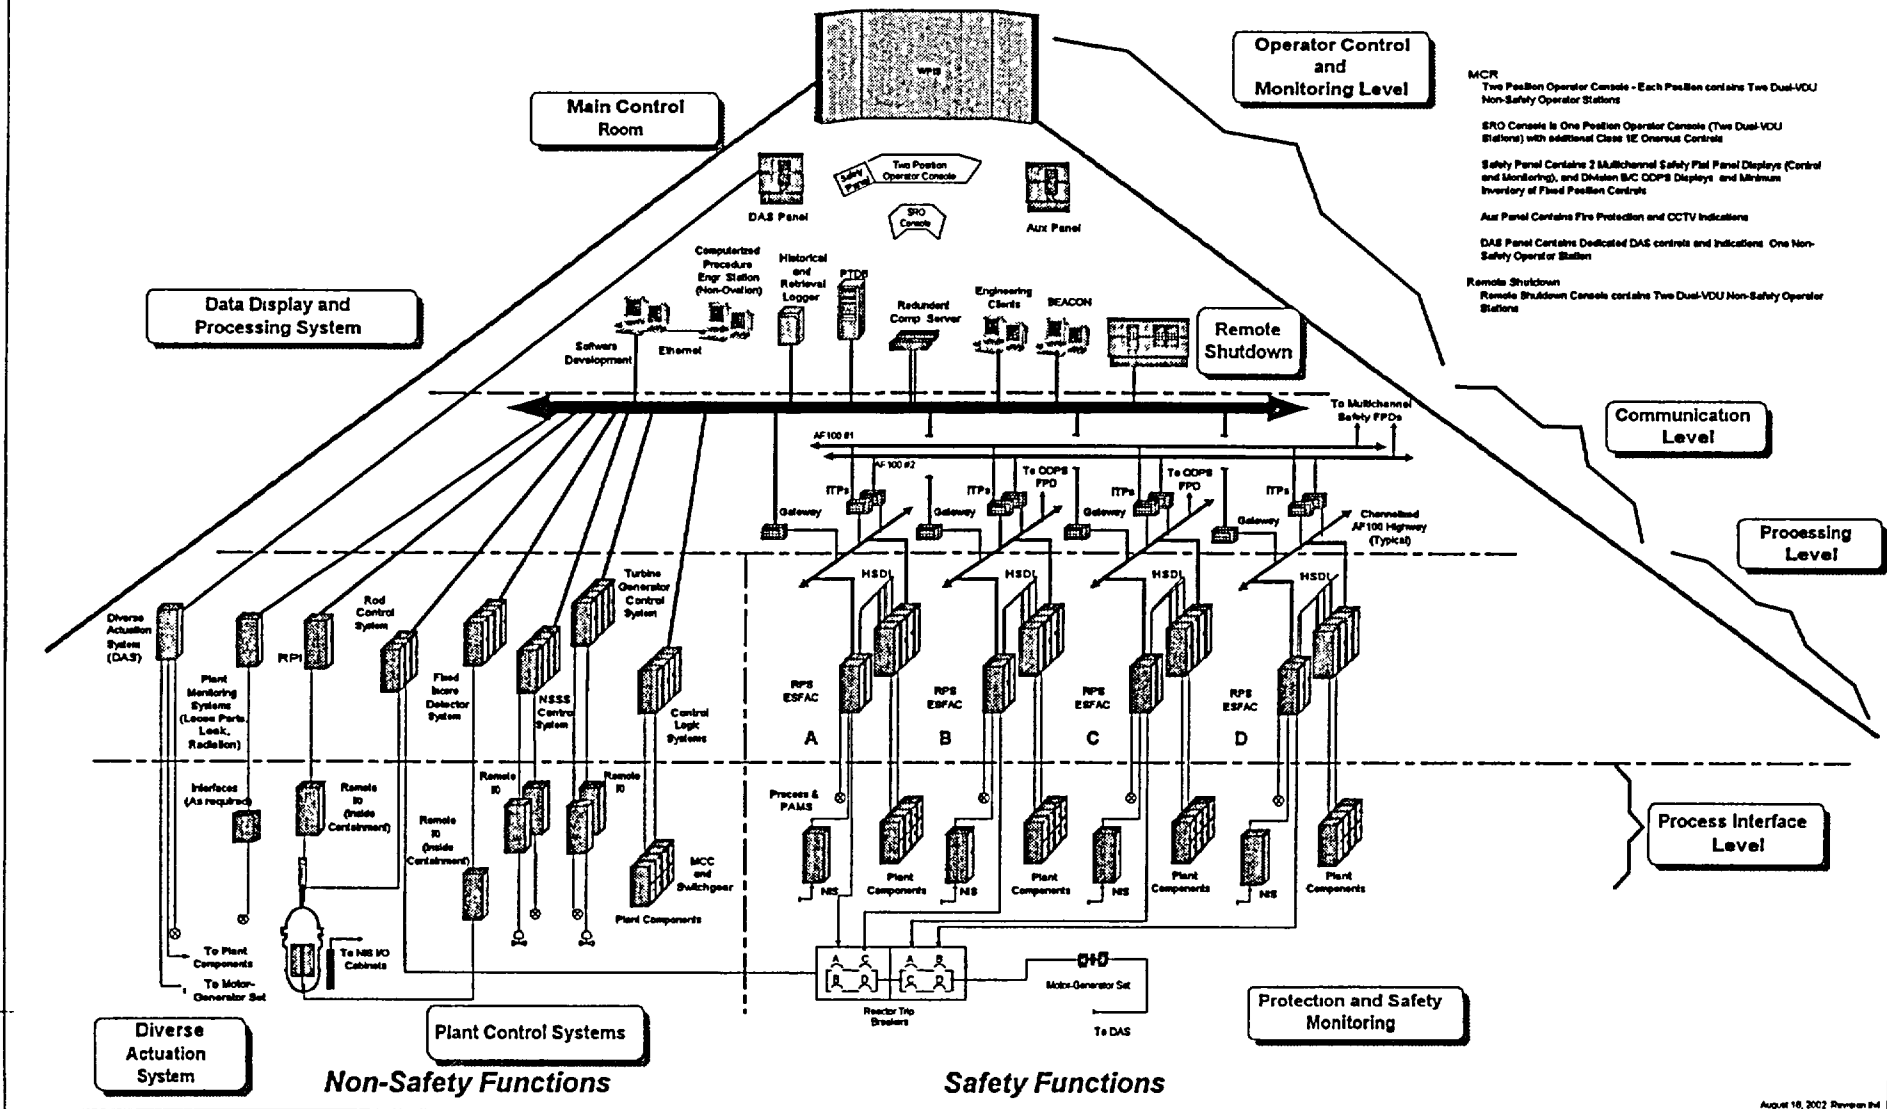 WPIS
Operator Control
and
Monitoring Level
MCR
Two Position Operator Console - Each Position contains Two Dual-VDU
Non-Safety Operator Stations
SRO Console is One Position Operator Console (Two Dual-VDU
Stations) with additional Class 1E Onerous Controls
Safety Panel Contains 2 Multichannel Safety Flat Panel Displays (Control
and Monitoring), and Division B/C QDPS Displays and Minimum
Inventory of Fixed Position Controls
Aux Panel Contains Fire Protection and CCTV Indications
DAS Panel Contains Dedicated DAS controls and indications One Non-
Safety Operator Station
Remote Shutdown
Remote Shutdown Console contains Two Dual-VDU Non-Safety Operator
Stations
Main Control
Room
DAS Panel
Safety
Panel
Two Position
Operator Console
SRO
Console
Aux Panel
Data Display and
Processing System
Software
Development
Ethernet
Computerized
Procedure
Engr Station
(Non-Ovation)
Historical
and
Retrieval
Logger
PTDB
Redundent
Comp Server
Engineering
Clients
BEACON
Remote
Shutdown
To Multichannel
Safety FPDs
Communication
Level
AF100 #1
AF100 #2
ITPs
Gateway
To QDPS
FPD
ITPs
Gateway
To QDPS
FPD
ITPs
Gateway
ITPs
Gateway
Channelized
AF100 Highway
(Typical)
Processing
Level
HSDL
HSDL
HSDL
HSDL
Diverse
Actuation
System
(DAS)
Plant
Monitoring
Systems
(Loose Parts,
Leak,
Radiation)
RPI
Rod
Control
System
Fixed
Incore
Detector
System
NSSS
Control
System
Turbine
Generator
Control
System
Control
Logic
Systems
RPS
ESFAC
A
RPS
ESFAC
B
RPS
ESFAC
C
RPS
ESFAC
D
Interfaces
(As required)
Remote
I/O
(Inside
Containment)
Remote
I/O
(Inside
Containment)
Remote
I/O
Remote
I/O
MCC
and
Switchgear
Plant Components
Process &
PAMS
NIS
Plant
Components
NIS
Plant
Components
NIS
Plant
Components
NIS
Plant
Components
Process Interface
Level
To Plant
Components
To Motor-
Generator Set
To NIS I/O
Cabinets
A C A B
B D C D
Reactor Trip
Breakers
Motor-Generator Set
To DAS
Diverse
Actuation
System
Plant Control Systems
Protection and Safety
Monitoring
Non-Safety Functions
Safety Functions
August 16, 2002 Revision